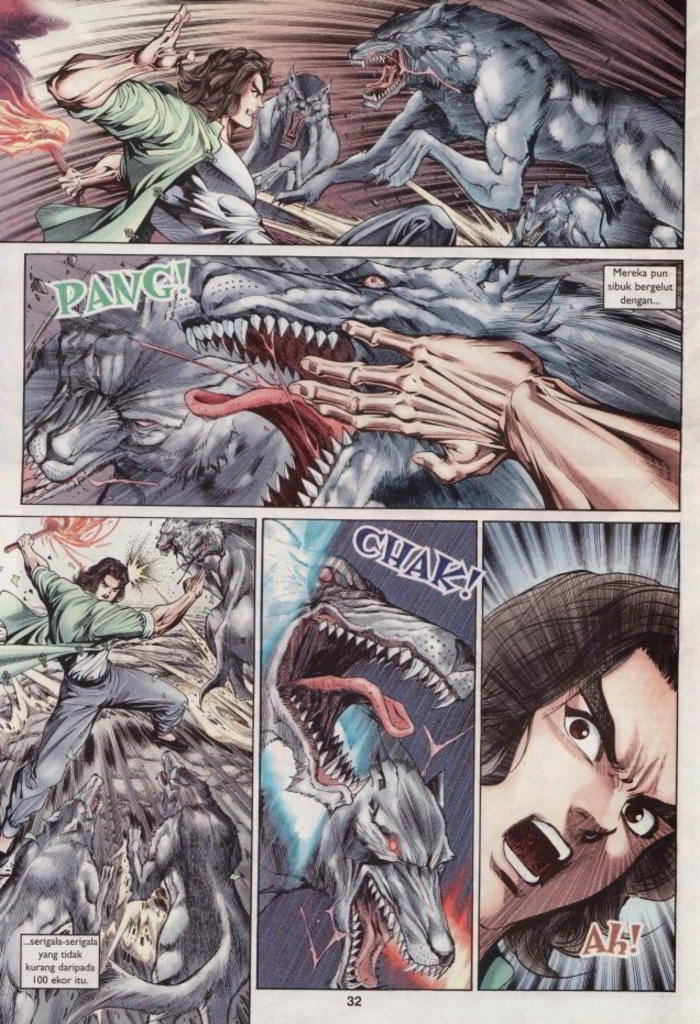 PANG!
Mereka pun
sibuk bergelut
dengan...
...serigala-serigala
yang tidak
kurang daripada
100 ekor itu.
CHAK!
Ah!
32